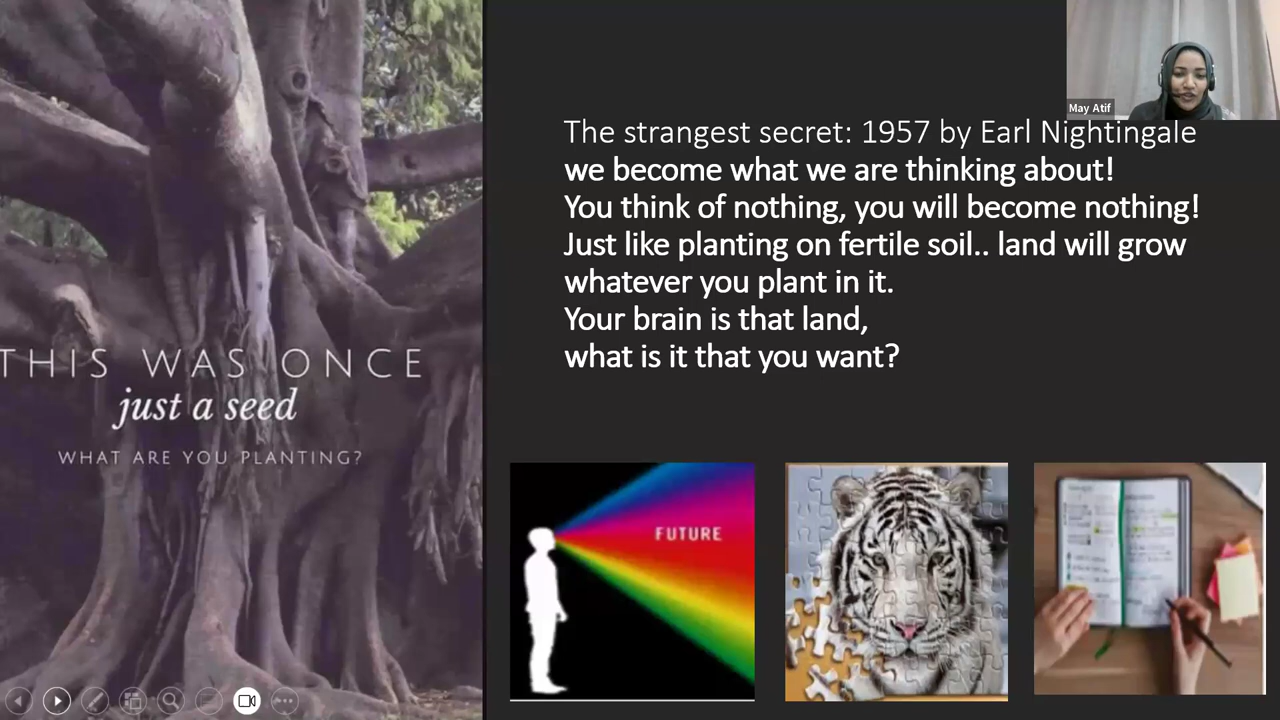 May Atif
The strangest secret: 1957 by Earl Nightingale
we become what we are thinking about!
You think of nothing, you will become nothing!
Just like planting on fertile soil.. land will grow
whatever you plant in it.
Your brain is that land,
what is it that you want?
THIS WAS ONCE
just a seed
WHAT ARE YOU PLANTING?
FUTURE